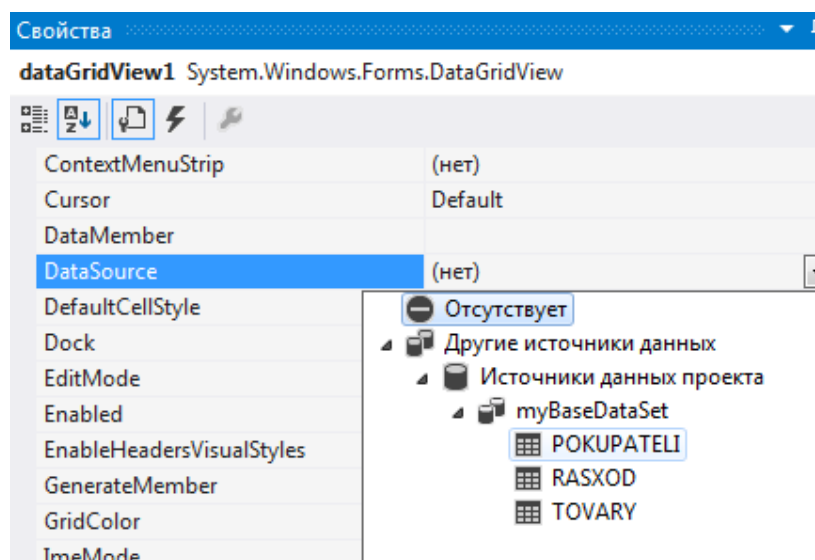 Свойства
dataGridView1 System.Windows.Forms.DataGridView
ContextMenuStrip (нет)
Cursor Default
DataMember
DataSource (нет)
DefaultCellStyle Отсутствует
Dock Другие источники данных
EditMode Источники данных проекта
Enabled myBaseDataSet
EnableHeadersVisualStyles POKUPATELI
GenerateMember RASXOD
GridColor TOVARY
ImeMode